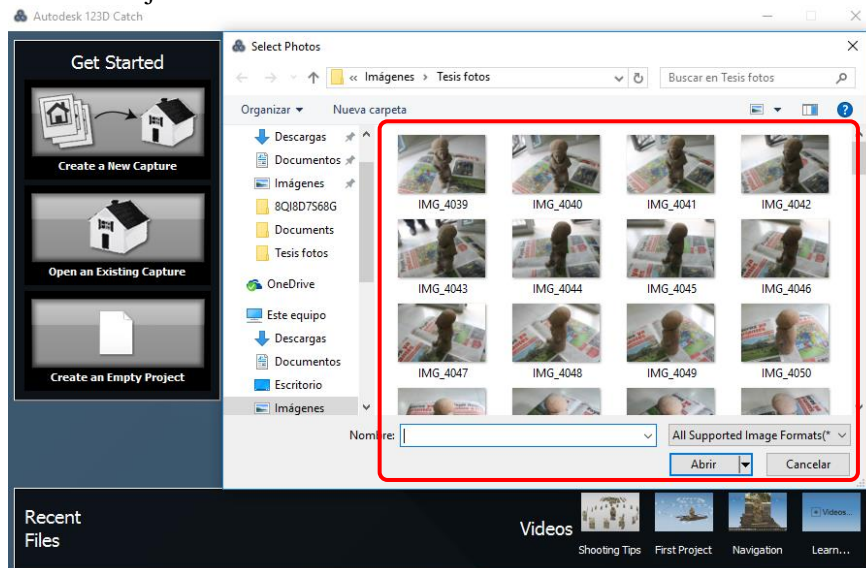 Autodesk 123D Catch
Get Started
Create a New Capture
Open an Existing Capture
Create an Empty Project
Select Photos
« Imágenes › Tesis fotos
Buscar en Tesis fotos
Organizar
Nueva carpeta
Descargas
Documentos
Imágenes
8QI8D7S68G
Documents
Tesis fotos
OneDrive
Este equipo
Descargas
Documentos
Escritorio
Imágenes
IMG_4039 IMG_4040 IMG_4041 IMG_4042
IMG_4043 IMG_4044 IMG_4045 IMG_4046
IMG_4047 IMG_4048 IMG_4049 IMG_4050
Nombre:
All Supported Image Formats(*
Abrir
Cancelar
Recent
Files
Videos
Videos...
Shooting Tips First Project Navigation Learn...